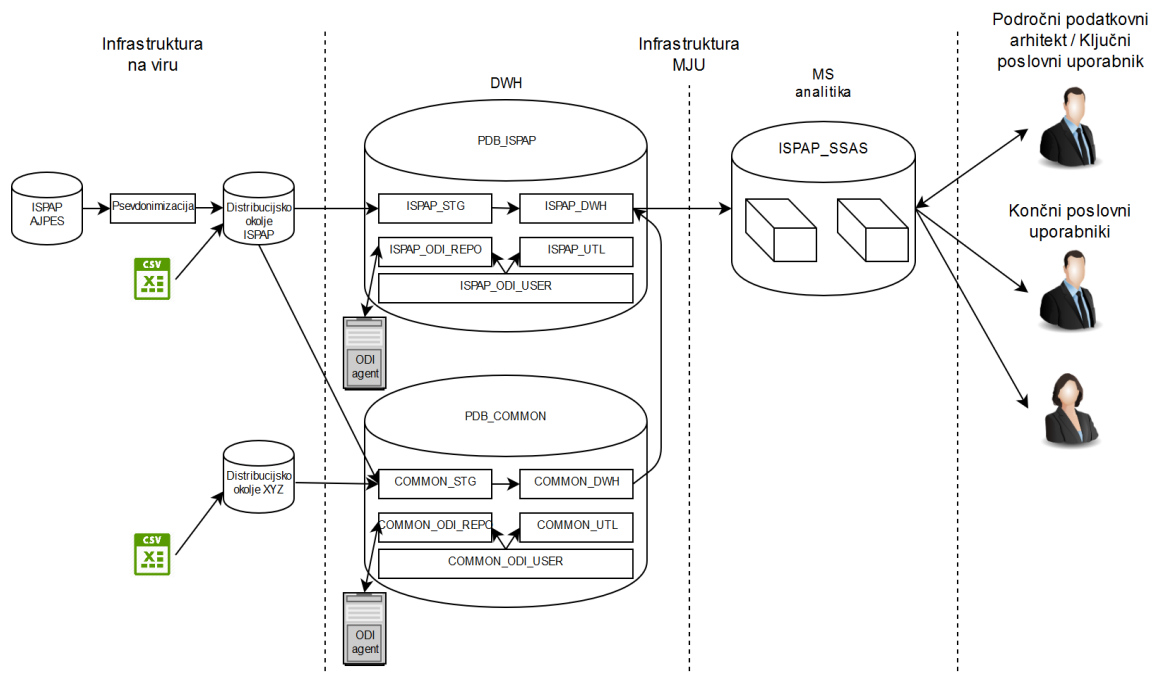 Infrastruktura
na viru
Infrastruktura
MJU
Področni podatkovni
arhitekt / Ključni
poslovni uporabnik
DWH
MS
analitika
PDB_ISPAP
ISPAP_SSAS
ISPAP
AJPES
Psevdonimizacija
Distribucijsko
okolje
ISPAP
ISPAP_STG
ISPAP_DWH
Končni poslovni
uporabniki
ISPAP_ODI_REPO
ISPAP_UTL
CSV
ISPAP_ODI_USER
ODI
agent
PDB_COMMON
Distribucijsko
okolje XYZ
COMMON_STG
COMMON_DWH
COMMON_ODI_REPO
COMMON_UTL
CSV
COMMON_ODI_USER
ODI
agent